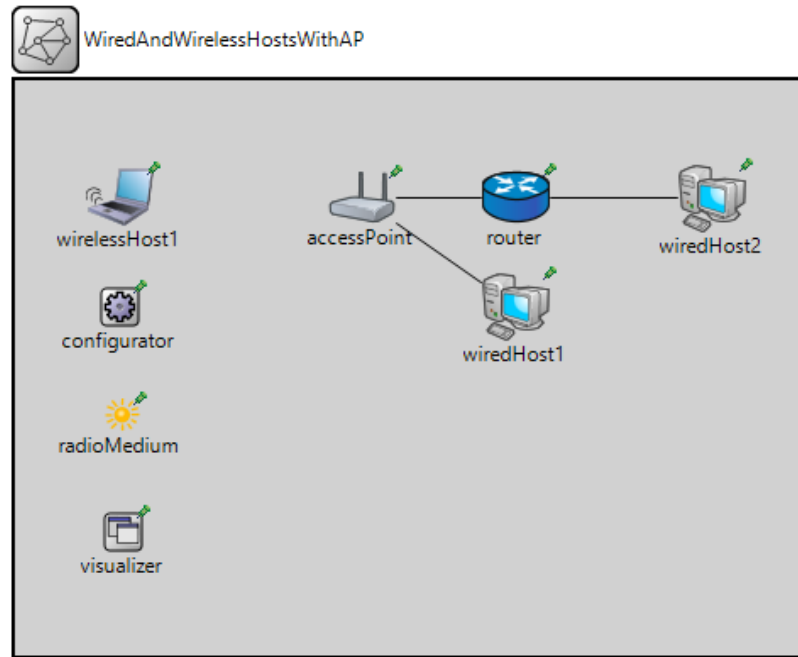 WiredAndWirelessHostsWithAP
wirelessHost1
accessPoint
router
wiredHost2
configurator
wiredHost1
radioMedium
visualizer